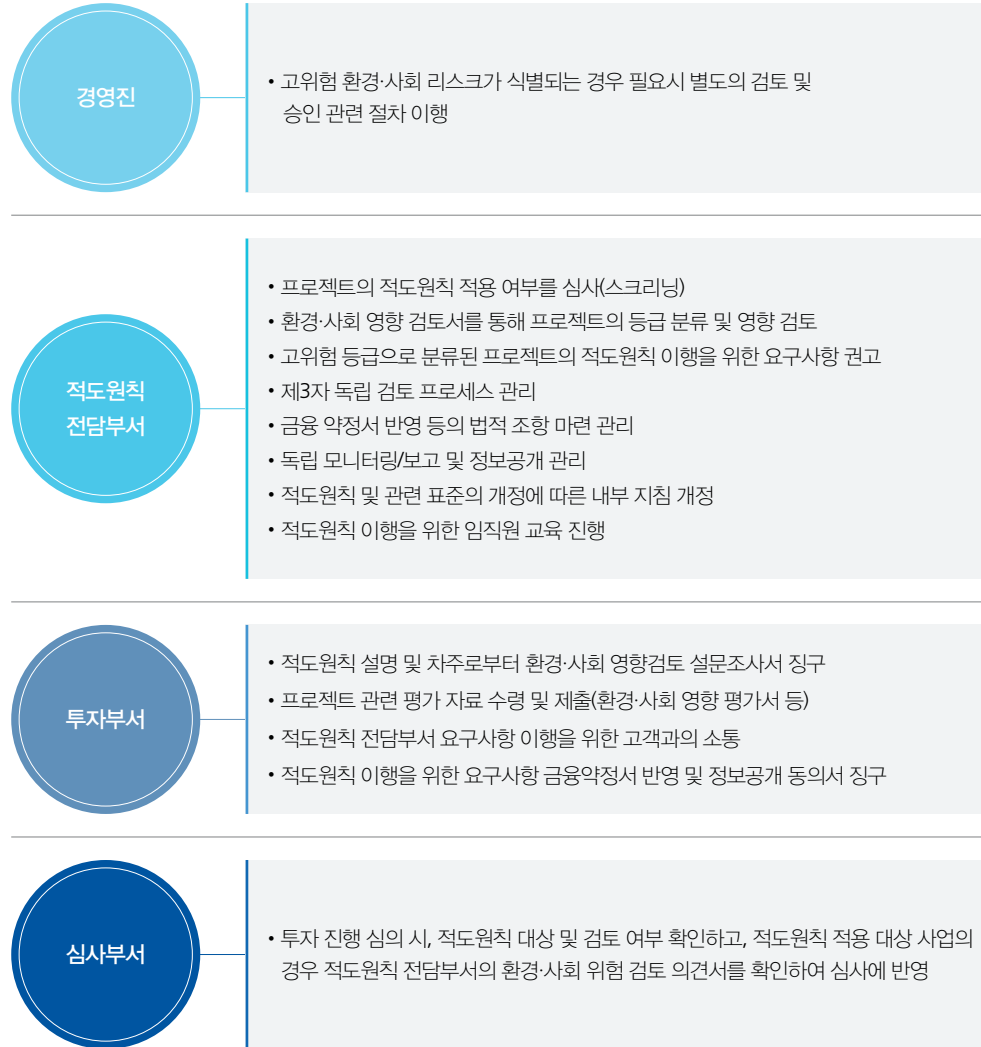 경영진
• 고위험 환경·사회 리스크가 식별되는 경우 필요시 별도의 검토 및
승인 관련 절차 이행
적도원칙
전담부서
• 프로젝트의 적도원칙 적용 여부를 심사(스크리닝)
• 환경·사회 영향 검토서를 통해 프로젝트의 등급 분류 및 영향 검토
• 고위험 등급으로 분류된 프로젝트의 적도원칙 이행을 위한 요구사항 권고
• 제3자 독립 검토 프로세스 관리
• 금융 약정서 반영 등의 법적 조항 마련 관리
• 독립 모니터링/보고 및 정보공개 관리
• 적도원칙 및 관련 표준의 개정에 따른 내부 지침 개정
• 적도원칙 이행을 위한 임직원 교육 진행
투자부서
• 적도원칙 설명 및 차주로부터 환경·사회 영향검토 설문조사서 징구
• 프로젝트 관련 평가 자료 수령 및 제출(환경·사회 영향 평가서 등)
• 적도원칙 전담부서 요구사항 이행을 위한 고객과의 소통
• 적도원칙 이행을 위한 요구사항 금융약정서 반영 및 정보공개 동의서 징구
심사부서
• 투자 진행 심의 시, 적도원칙 대상 및 검토 여부 확인하고, 적도원칙 적용 대상 사업의
경우 적도원칙 전담부서의 환경·사회 위험 검토 의견서를 확인하여 심사에 반영